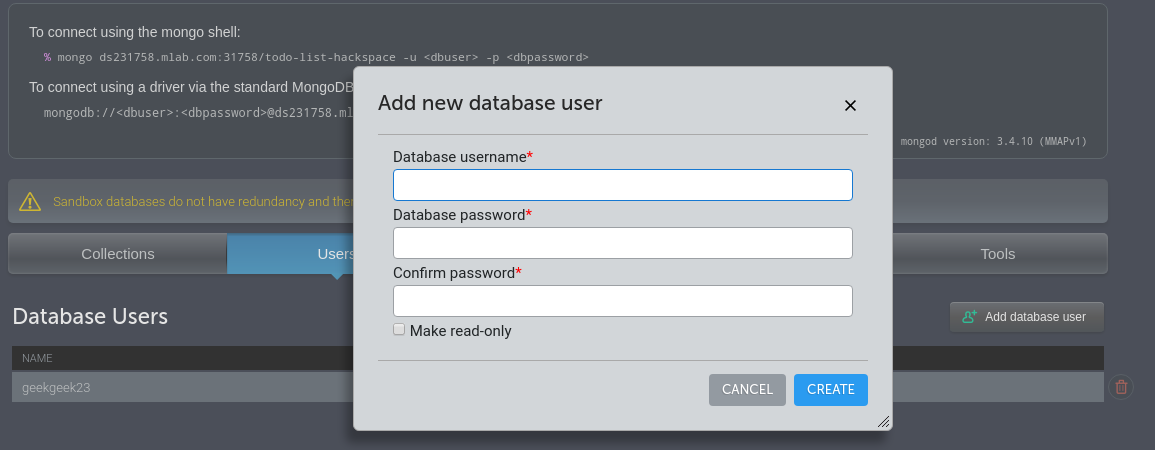 To connect using the mongo shell:
% mongo ds231758.mlab.com:31758/todo-list-hackspace -u <dbuser> -p <dbpassword>
To connect using a driver via the standard MongoDB
mongodb://<dbuser>:<dbpassword>@ds231758.ml
mongod version: 3.4.10 (MMAPv1)
Sandbox databases do not have redundancy and
Collections
Users
Tools
Database Users
Add database user
NAME
geekgeek23
Add new database user
Database username*
Database password*
Confirm password*
Make read-only
CANCEL
CREATE